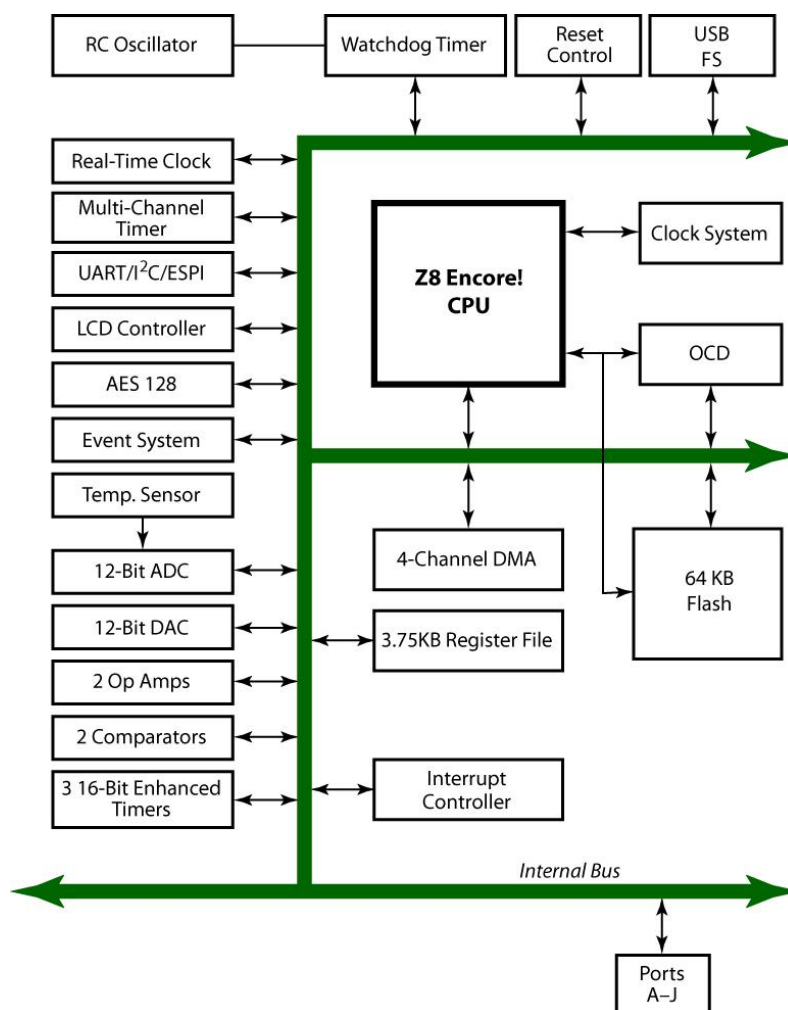 RC Oscillator
Watchdog Timer
Reset
Control
USB
FS
Real-Time Clock
Multi-Channel
Timer
UART/I²C/ESPI
LCD Controller
AES 128
Event System
Temp. Sensor
12-Bit ADC
12-Bit DAC
2 Op Amps
2 Comparators
3 16-Bit Enhanced
Timers
Z8 Encore!
CPU
Clock System
OCD
4-Channel DMA
64 KB
Flash
3.75KB Register File
Interrupt
Controller
Internal Bus
Ports
A–J